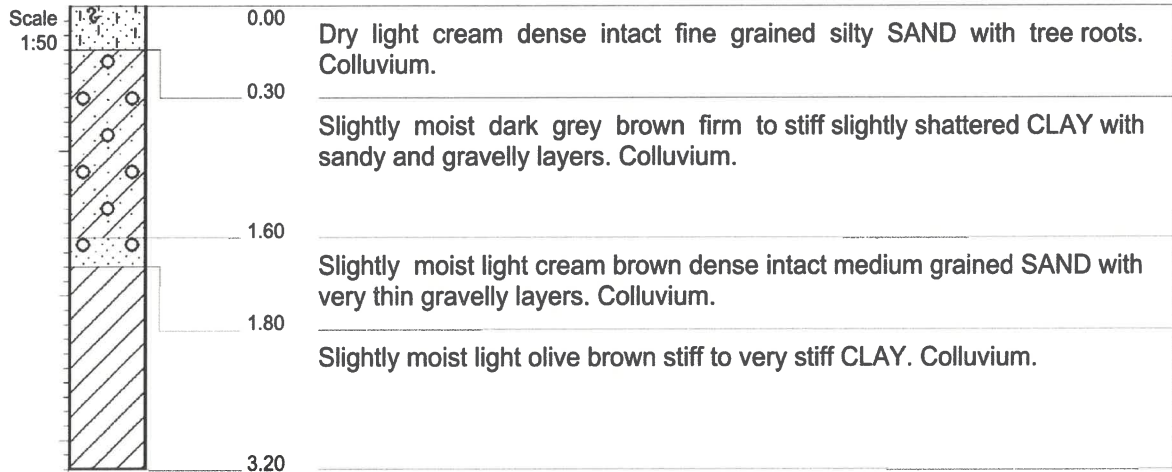 Scale
1:50
0.00
Dry light cream dense intact fine grained silty SAND with tree roots.
Colluvium.
0.30
Slightly moist dark grey brown firm to stiff slightly shattered CLAY with
sandy and gravelly layers. Colluvium.
1.60
Slightly moist light cream brown dense intact medium grained SAND with
very thin gravelly layers. Colluvium.
1.80
Slightly moist light olive brown stiff to very stiff CLAY. Colluvium.
3.20